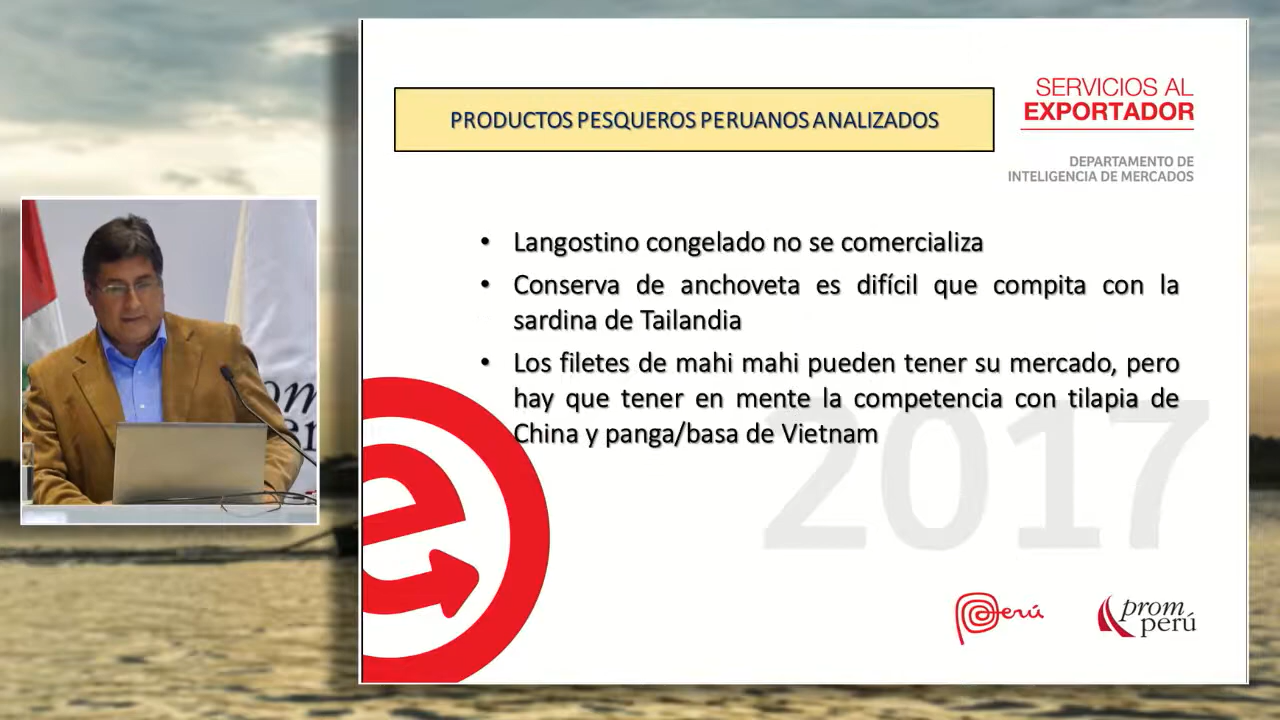 SERVICIOS AL
EXPORTADOR
DEPARTAMENTO DE
INTELIGENCIA DE MERCADOS
PRODUCTOS PESQUEROS PERUANOS ANALIZADOS
• Langostino congelado no se comercializa
• Conserva de anchoveta es difícil que compita con la
sardina de Tailandia
• Los filetes de mahi mahi pueden tener su mercado, pero
hay que tener en mente la competencia con tilapia de
China y panga/basa de Vietnam
2017
Perú
prom
perú